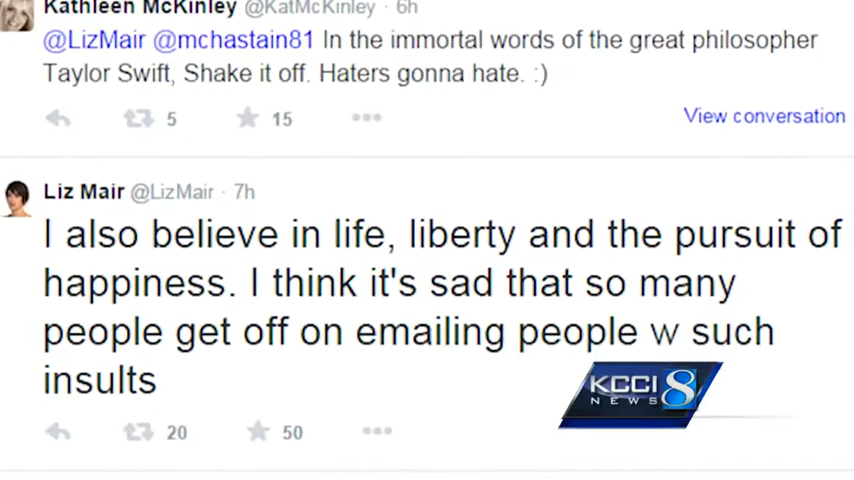 Kathleen McKinley @KatMcKinley · 6h
@LizMair @mchastain81 In the immortal words of the great philosopher
Taylor Swift, Shake it off. Haters gonna hate. :)
5 15 View conversation
Liz Mair @LizMair · 7h
I also believe in life, liberty and the pursuit of
happiness. I think it's sad that so many
people get off on emailing people w such
insults
KCCI 8
NEWS
20 50